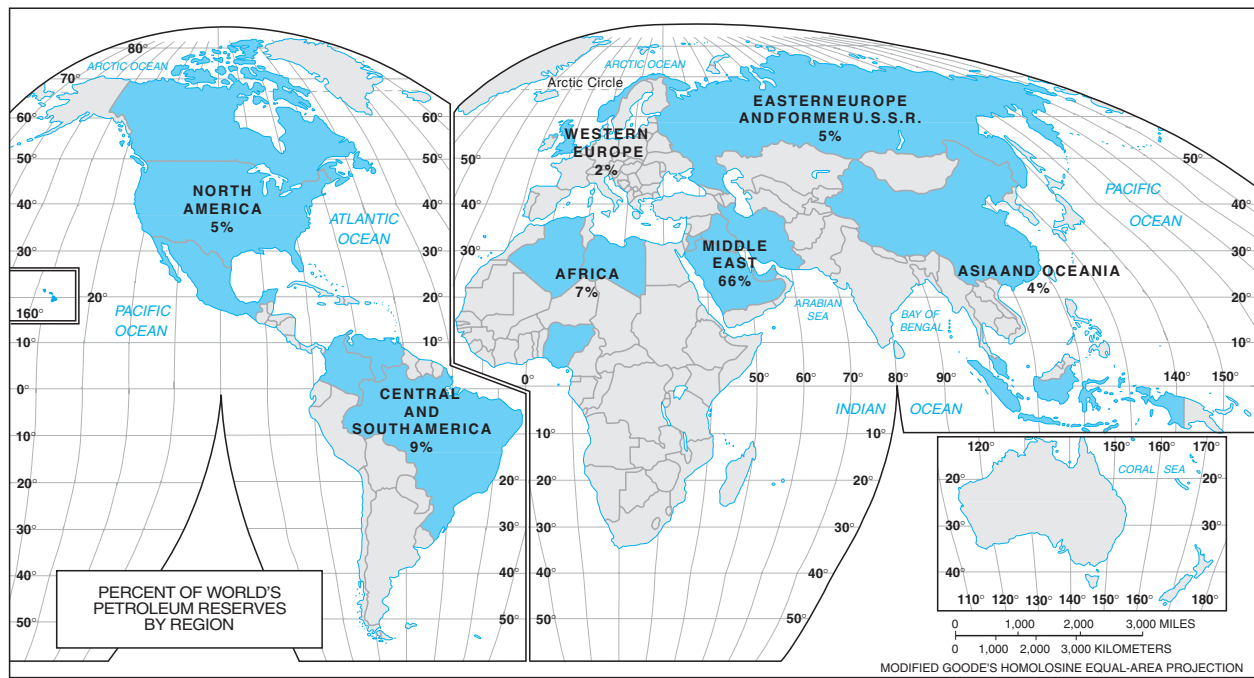 80°
ARCTIC OCEAN
70°
60°
50°
40°
30°
20°
160°
10°
0°
10°
20°
30°
40°
50°
60°
50°
40°
30°
20°
10°
NORTH
AMERICA
5%
ATLANTIC
OCEAN
PACIFIC
OCEAN
CENTRAL
AND
SOUTH AMERICA
9%
20°
30°
40°
50°
PERCENT OF WORLD'S
PETROLEUM RESERVES
BY REGION
ARCTIC OCEAN
Arctic Circle
60°
50°
40°
30°
20°
10°
0°
10°
20°
30°
40°
50°
WESTERN
EUROPE
2%
EASTERN EUROPE
AND FORMER U.S.S.R.
5%
50°
PACIFIC
OCEAN
40°
30°
20°
10°
AFRICA
7%
MIDDLE
EAST
66%
ASIA AND OCEANIA
4%
ARABIAN
SEA
BAY OF
BENGAL
50°
60°
70°
80°
90°
140°
150°
INDIAN
OCEAN
10°
20°
30°
40°
50°
120°
150°
160°
170°
CORAL SEA
20°
30°
40°
20°
30°
40°
110°
120°
130°
140°
150°
160°
170°
180°
0
1,000
2,000
3,000 MILES
0
1,000
2,000
3,000 KILOMETERS
MODIFIED GOODE'S HOMOLOSINE EQUAL-AREA PROJECTION